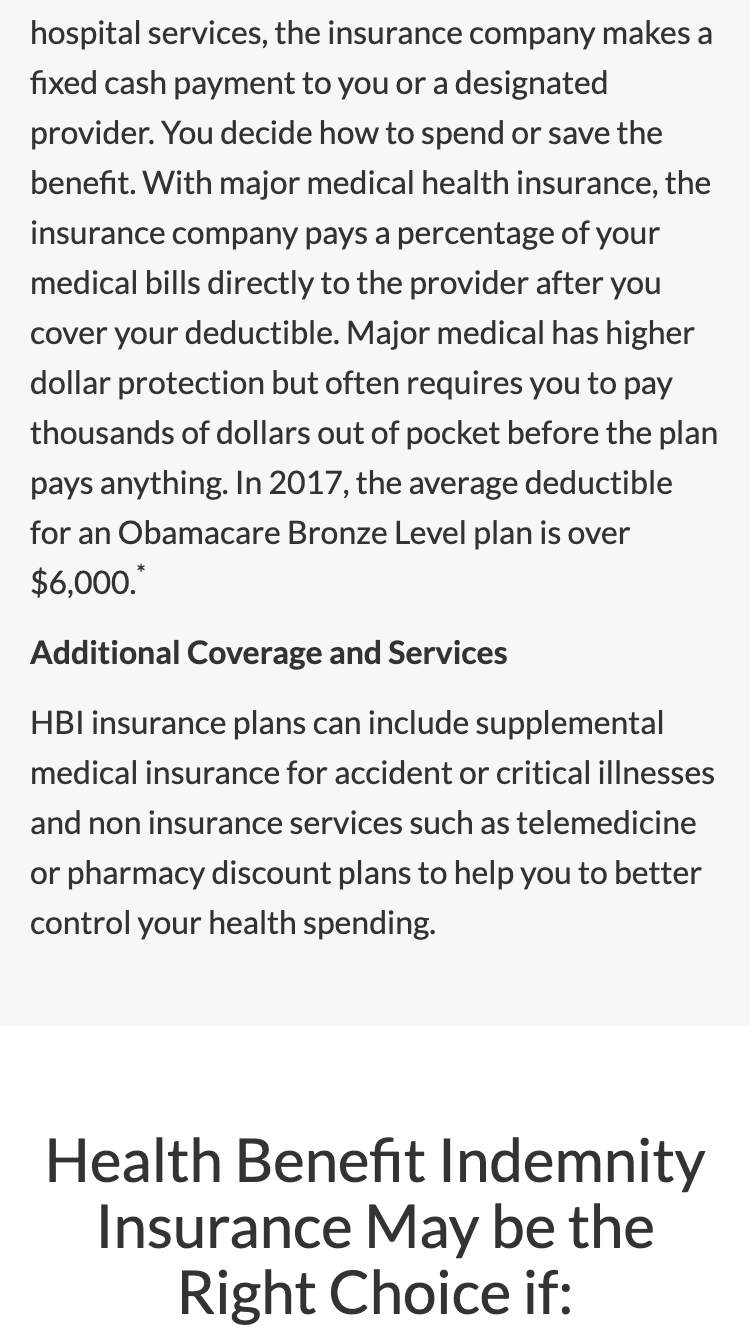 hospital services, the insurance company makes a
fixed cash payment to you or a designated
provider. You decide how to spend or save the
benefit. With major medical health insurance, the
insurance company pays a percentage of your
medical bills directly to the provider after you
cover your deductible. Major medical has higher
dollar protection but often requires you to pay
thousands of dollars out of pocket before the plan
pays anything. In 2017, the average deductible
for an Obamacare Bronze Level plan is over
$6,000.*
Additional Coverage and Services
HBI insurance plans can include supplemental
medical insurance for accident or critical illnesses
and non insurance services such as telemedicine
or pharmacy discount plans to help you to better
control your health spending.
Health Benefit Indemnity
Insurance May be the
Right Choice if: